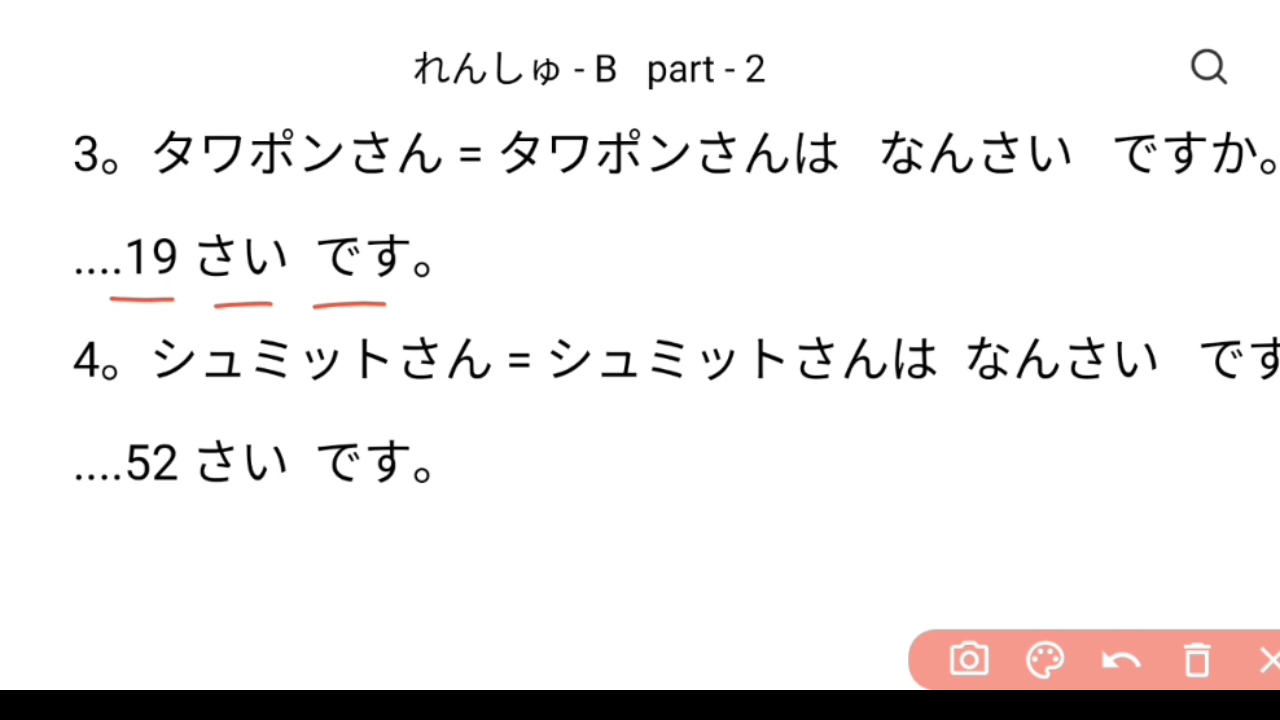 れんしゅ - B part - 2
3。タワポンさん = タワポンさんは なんさい ですか。
....19 さい です。
4。シュミットさん = シュミットさんは なんさい です
....52 さい です。